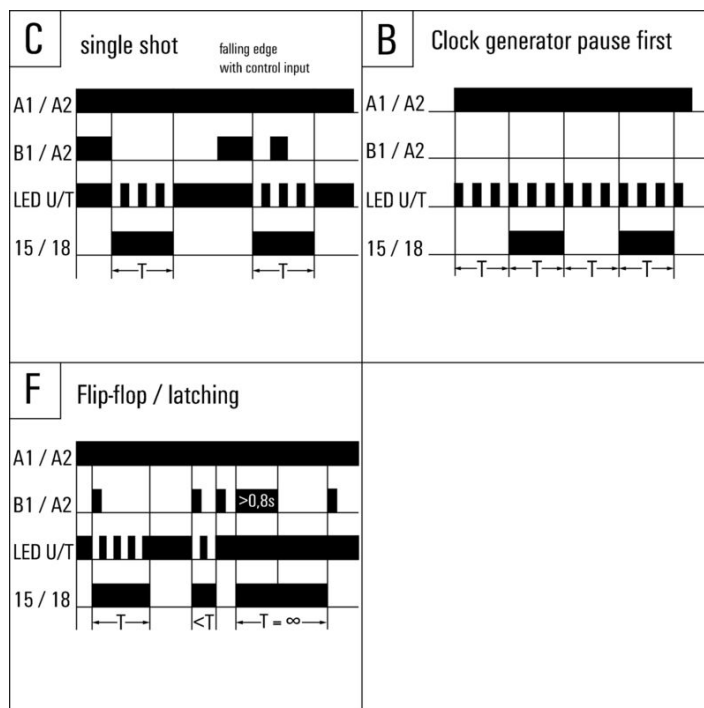 C single shot
falling edge
with control input
A1 / A2
B1 / A2
LED U/T
15 / 18
T T
B Clock generator pause first
A1 / A2
B1 / A2
LED U/T
15 / 18
T T T T
F Flip-flop / latching
A1 / A2
B1 / A2 >0,8s
LED U/T
15 / 18
T <T T = ∞